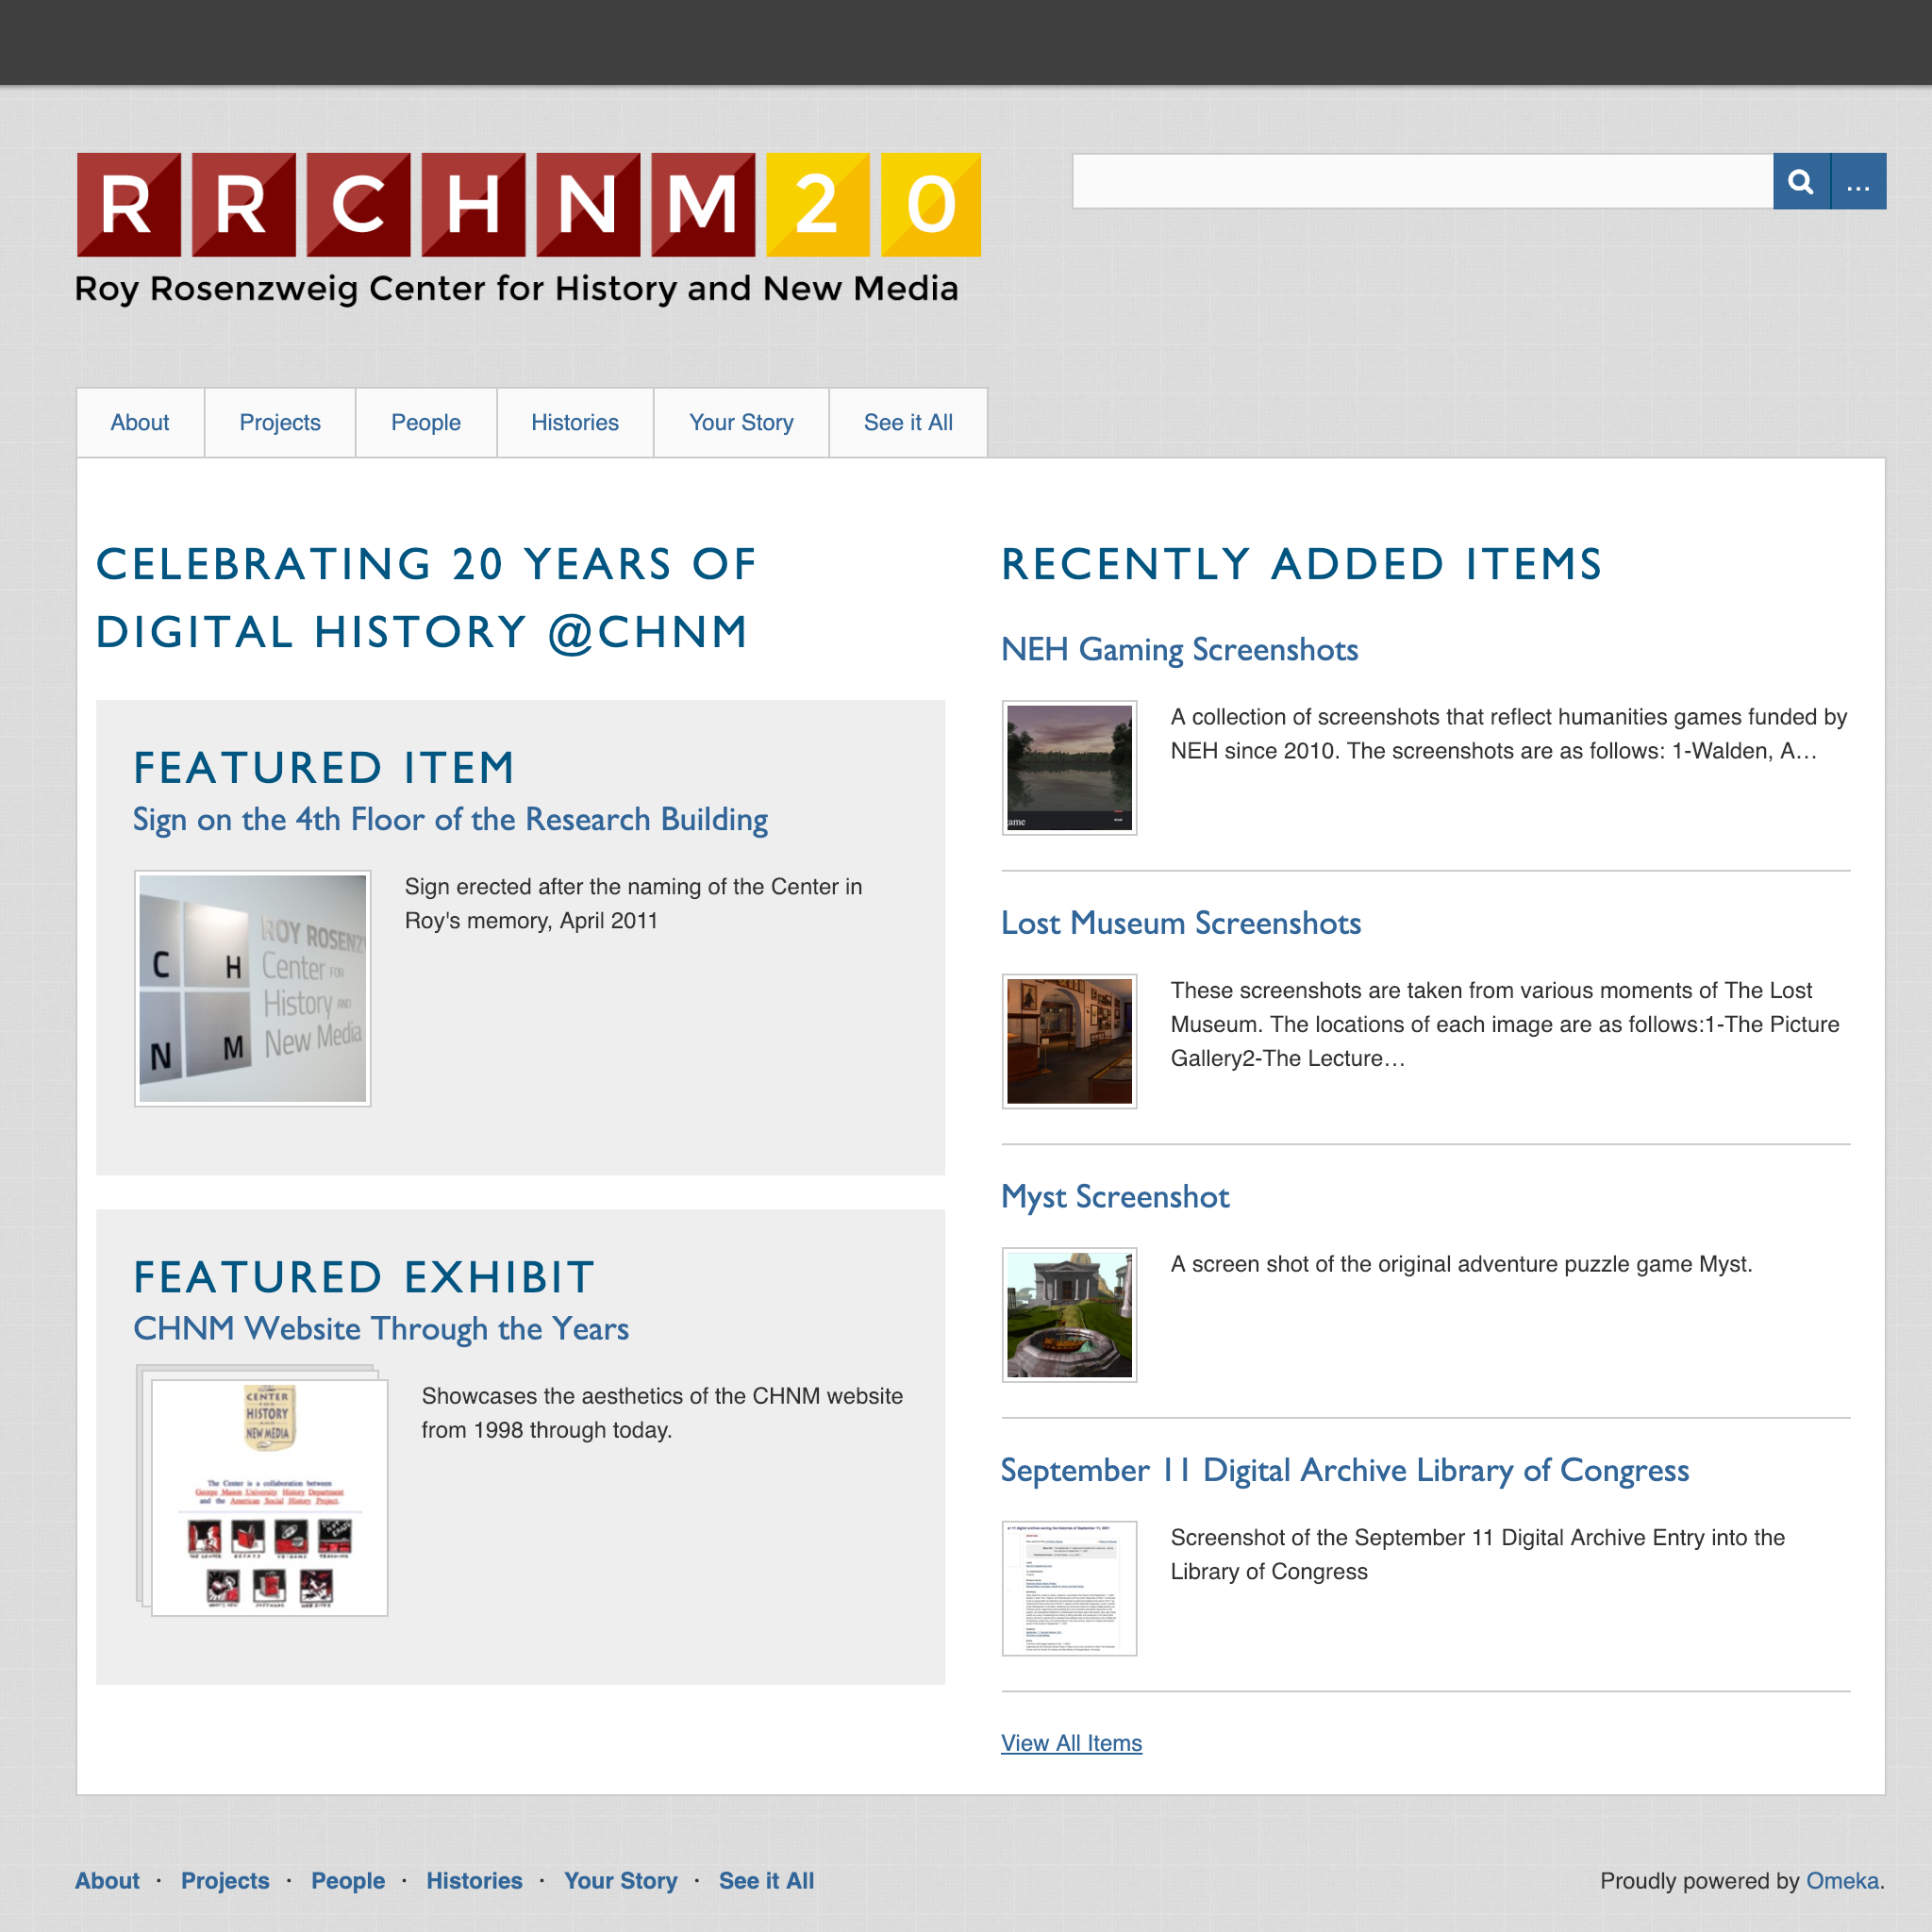 RRCHNM20
Roy Rosenzweig Center for History and New Media
...
About
Projects
People
Histories
Your Story
See it All
CELEBRATING 20 YEARS OF
DIGITAL HISTORY @CHNM
FEATURED ITEM
Sign on the 4th Floor of the Research Building
C H
N M
ROY ROSENZ
Center FOR
History AND
New Media
Sign erected after the naming of the Center in
Roy's memory, April 2011
FEATURED EXHIBIT
CHNM Website Through the Years
CENTER
HISTORY
NEW MEDIA
The Center is a collaboration between
George Mason University History Department
and the American Social History Project.
Showcases the aesthetics of the CHNM website
from 1998 through today.
RECENTLY ADDED ITEMS
NEH Gaming Screenshots
ame
A collection of screenshots that reflect humanities games funded by
NEH since 2010. The screenshots are as follows: 1-Walden, A…
Lost Museum Screenshots
These screenshots are taken from various moments of The Lost
Museum. The locations of each image are as follows:1-The Picture
Gallery2-The Lecture…
Myst Screenshot
A screen shot of the original adventure puzzle game Myst.
September 11 Digital Archive Library of Congress
Screenshot of the September 11 Digital Archive Entry into the
Library of Congress
View All Items
About · Projects · People · Histories · Your Story · See it All
Proudly powered by Omeka.